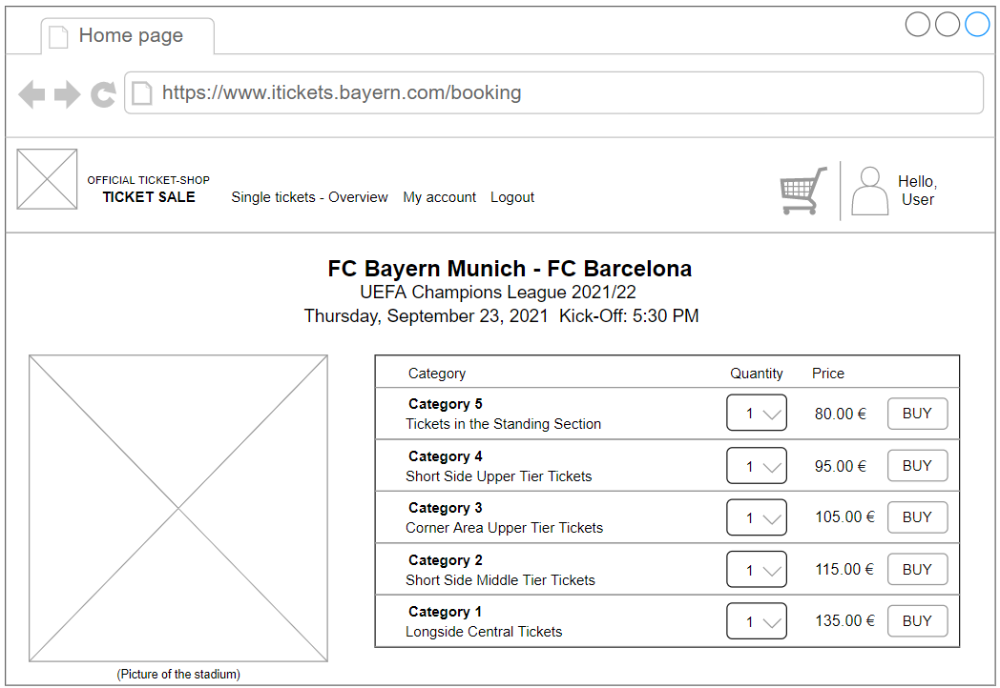 Home page
https://www.itickets.bayern.com/booking
OFFICIAL TICKET-SHOP
TICKET SALE
Single tickets - Overview My account Logout
Hello,
User
FC Bayern Munich - FC Barcelona
UEFA Champions League 2021/22
Thursday, September 23, 2021 Kick-Off: 5:30 PM
Category Quantity Price
Category 5
Tickets in the Standing Section
1 80.00 € BUY
Category 4
Short Side Upper Tier Tickets
1 95.00 € BUY
Category 3
Corner Area Upper Tier Tickets
1 105.00 € BUY
Category 2
Short Side Middle Tier Tickets
1 115.00 € BUY
Category 1
Longside Central Tickets
1 135.00 € BUY
(Picture of the stadium)